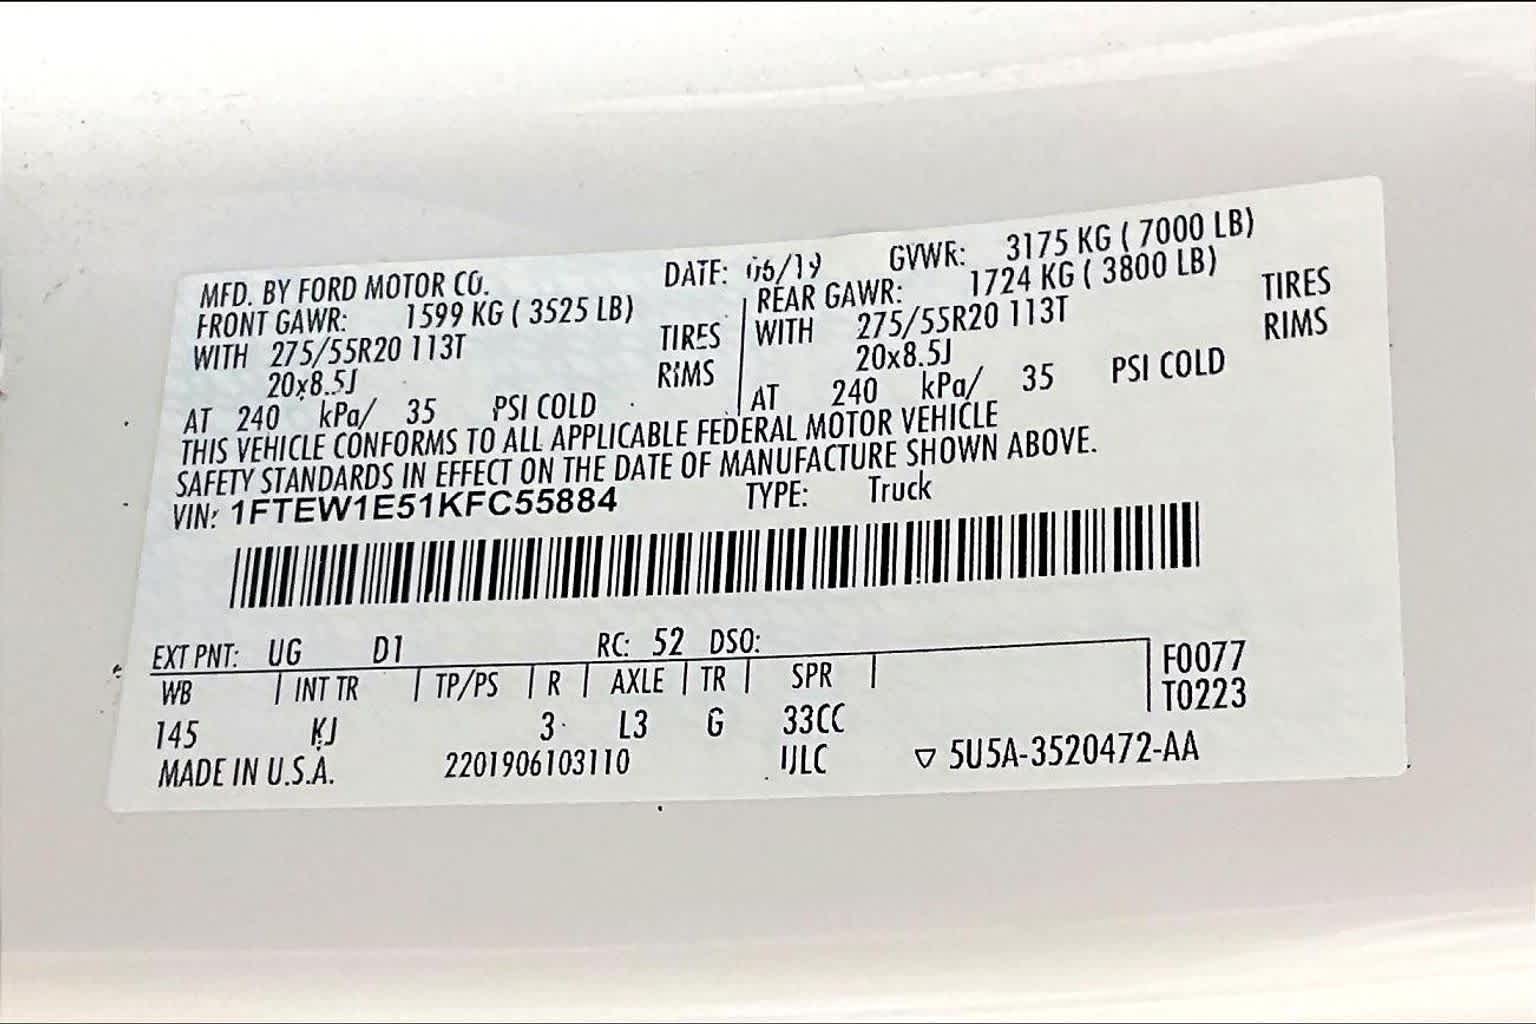 MFD. BY FORD MOTOR CO. DATE: 06/19 GVWR: 3175 KG ( 7000 LB)
FRONT GAWR: 1599 KG ( 3525 LB) REAR GAWR: 1724 KG ( 3800 LB)
WITH 275/55R20 113T TIRES WITH 275/55R20 113T TIRES
20x8.5J RIMS 20x8.5J RIMS
AT 240 kPa/ 35 PSI COLD AT 240 kPa/ 35 PSI COLD
THIS VEHICLE CONFORMS TO ALL APPLICABLE FEDERAL MOTOR VEHICLE
SAFETY STANDARDS IN EFFECT ON THE DATE OF MANUFACTURE SHOWN ABOVE.
VIN: 1FTEW1E51KFC55884 TYPE: Truck
EXT PNT: UG D1 RC: 52 DSO:
WB INT TR TP/PS R AXLE TR SPR F0077
145 KJ 3 L3 G 33CC T0223
MADE IN U.S.A. 2201906103110 IJLC ▽ 5U5A-3520472-AA